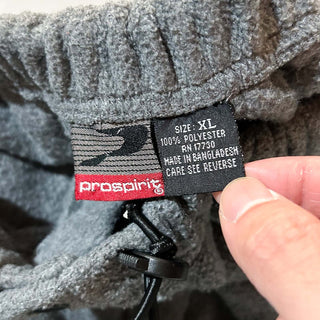 prospirit®
SIZE: XL
100% POLYESTER
RN 17730
MADE IN BANGLADESH
CARE SEE REVERSE